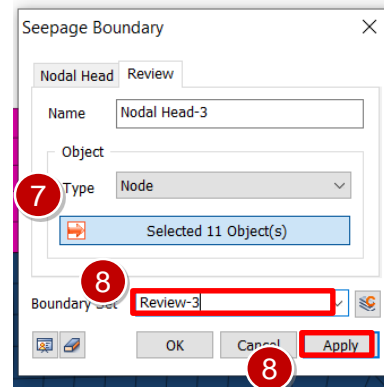 Seepage Boundary
Nodal Head Review
Name Nodal Head-3
Object
7 Type Node
Selected 11 Object(s)
8
Boundary Set Review-3
OK Cancel Apply
8